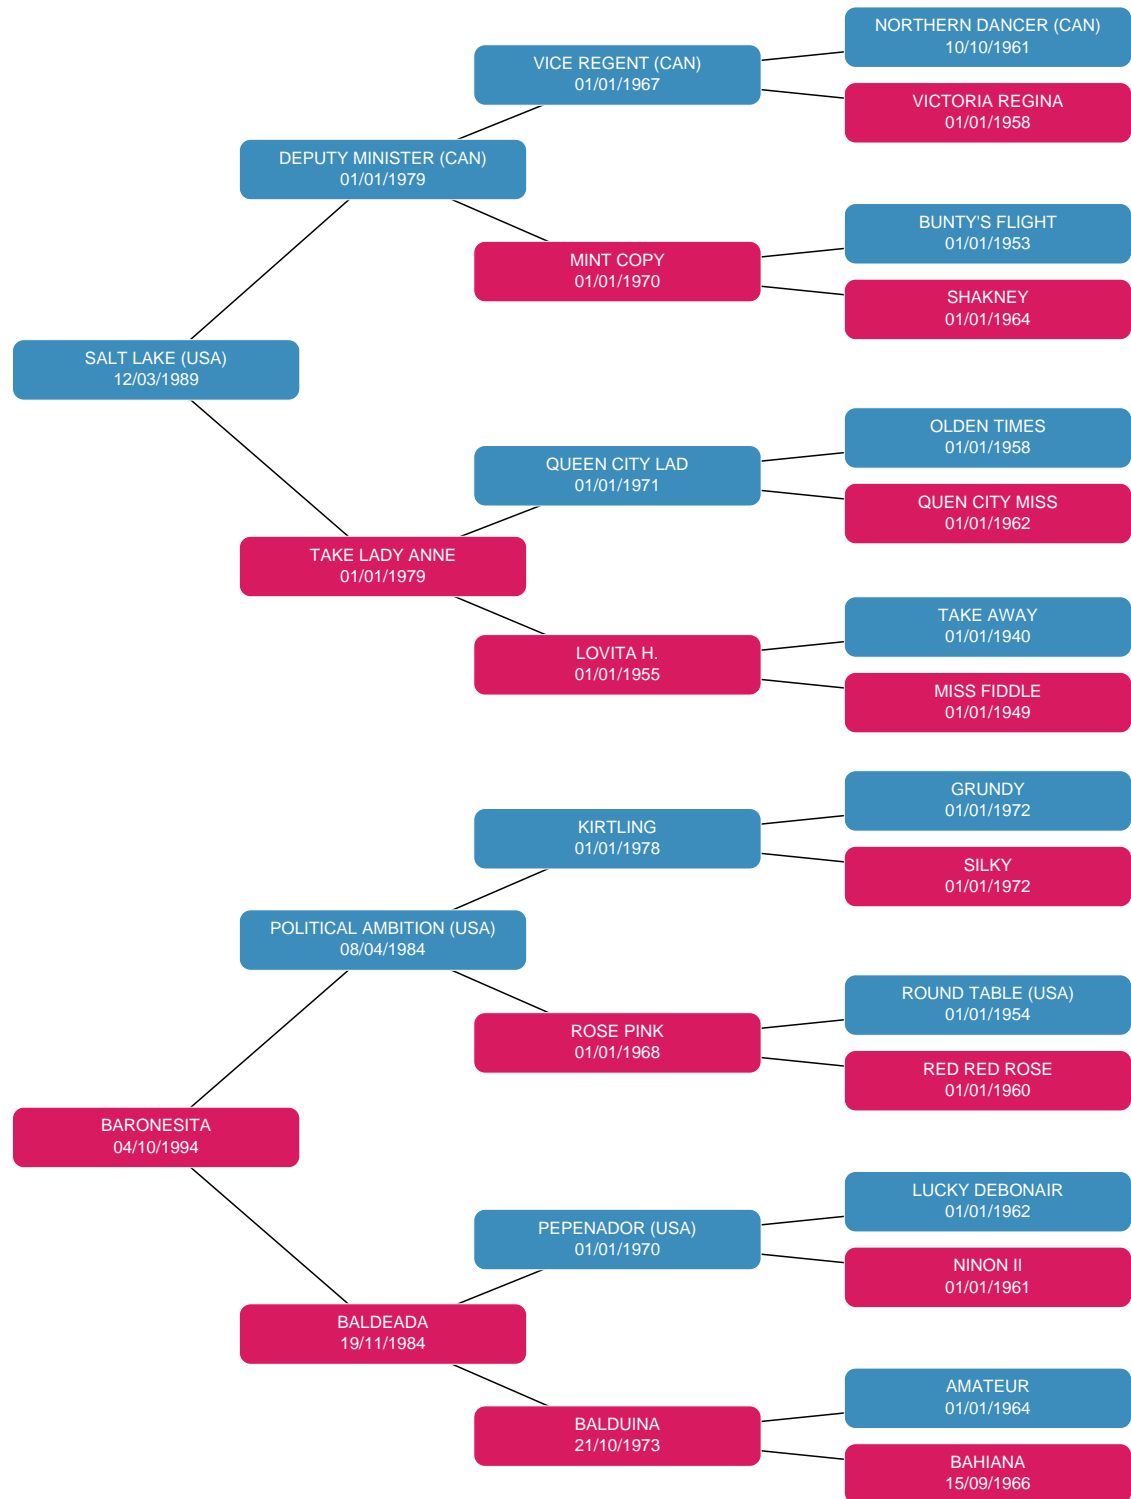 NORTHERN DANCER (CAN)
10/10/1961
VICE REGENT (CAN)
01/01/1967
VICTORIA REGINA
01/01/1958
DEPUTY MINISTER (CAN)
01/01/1979
BUNTY'S FLIGHT
01/01/1953
MINT COPY
01/01/1970
SHAKNEY
01/01/1964
SALT LAKE (USA)
12/03/1989
OLDEN TIMES
01/01/1958
QUEEN CITY LAD
01/01/1971
QUEN CITY MISS
01/01/1962
TAKE LADY ANNE
01/01/1979
TAKE AWAY
01/01/1940
LOVITA H.
01/01/1955
MISS FIDDLE
01/01/1949
GRUNDY
01/01/1972
KIRTLING
01/01/1978
SILKY
01/01/1972
POLITICAL AMBITION (USA)
08/04/1984
ROUND TABLE (USA)
01/01/1954
ROSE PINK
01/01/1968
RED RED ROSE
01/01/1960
BARONESITA
04/10/1994
LUCKY DEBONAIR
01/01/1962
PEPENADOR (USA)
01/01/1970
NINON II
01/01/1961
BALDEADA
19/11/1984
AMATEUR
01/01/1964
BALDUINA
21/10/1973
BAHIANA
15/09/1966